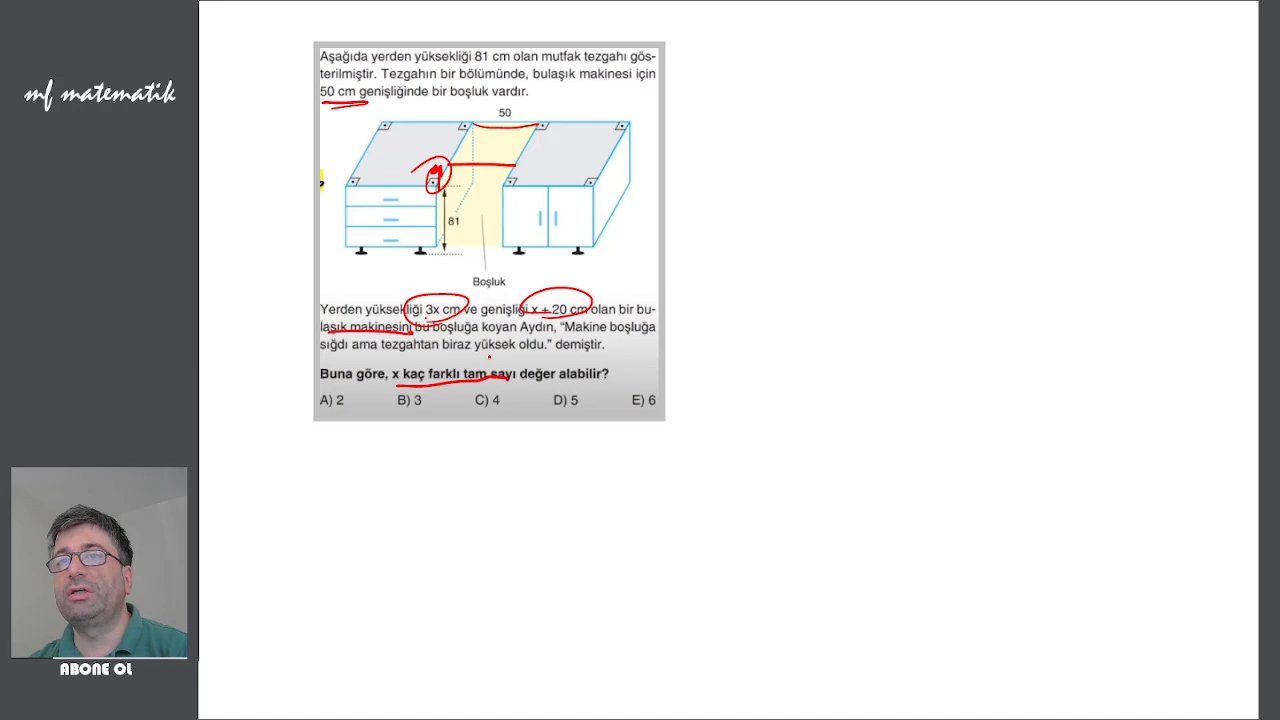 mf matematik
Aşağıda yerden yüksekliği 81 cm olan mutfak tezgahı gös-
terilmiştir. Tezgahın bir bölümünde, bulaşık makinesi için
50 cm genişliğinde bir boşluk vardır.
50
81
Boşluk
Yerden yüksekliği 3x cm ve genişliği x + 20 cm olan bir bu-
laşık makinesini bu boşluğa koyan Aydın, “Makine boşluğa
sığdı ama tezgahtan biraz yüksek oldu.” demiştir.
Buna göre, x kaç farklı tam sayı değer alabilir?
A) 2 B) 3 C) 4 D) 5 E) 6
ABONE OL